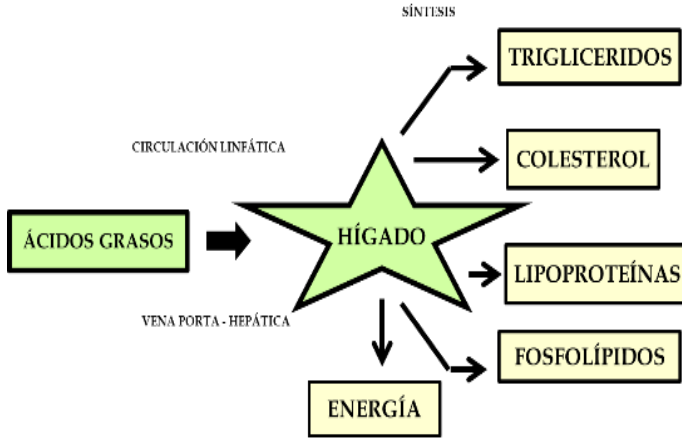 SÍNTESIS
TRIGLICERIDOS
CIRCULACIÓN LINFÁTICA
COLESTEROL
ÁCIDOS GRASOS
HÍGADO
LIPOPROTEÍNAS
VENA PORTA - HEPÁTICA
FOSFOLÍPIDOS
ENERGÍA